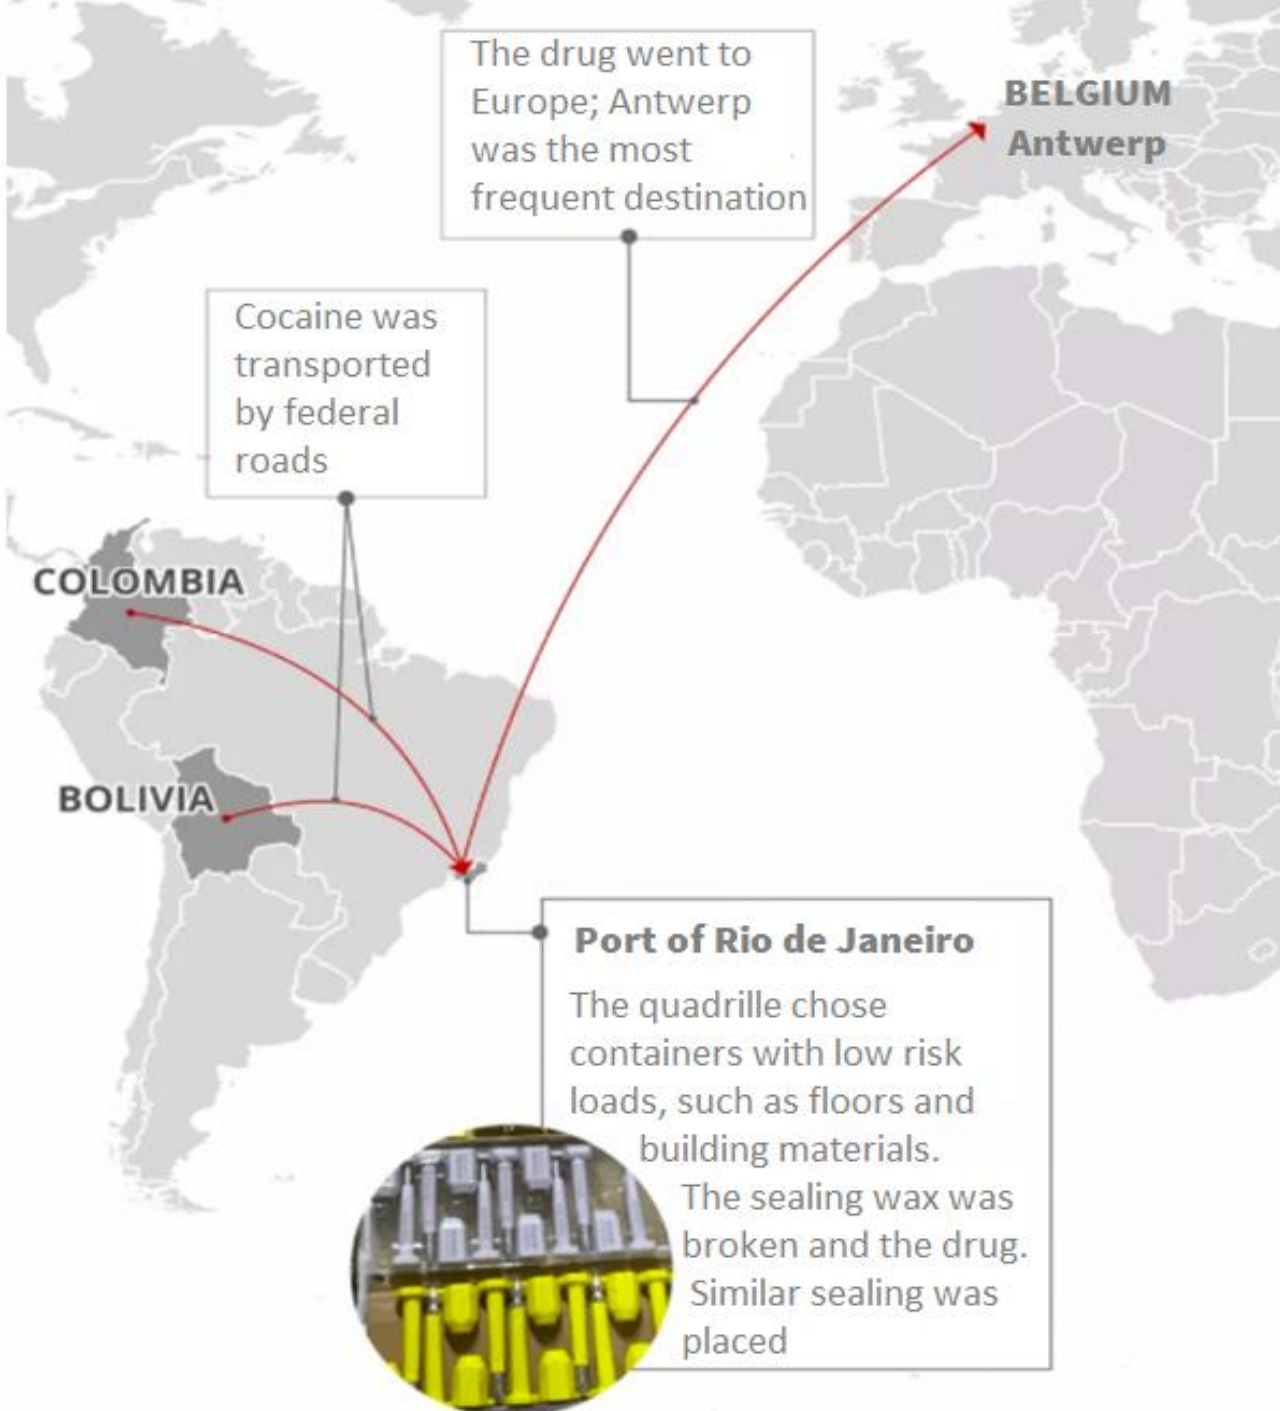 The drug went to
Europe; Antwerp
was the most
frequent destination
BELGIUM
Antwerp
Cocaine was
transported
by federal
roads
COLOMBIA
BOLIVIA
Port of Rio de Janeiro
The quadrille chose
containers with low risk
loads, such as floors and
building materials.
The sealing wax was
broken and the drug.
Similar sealing was
placed